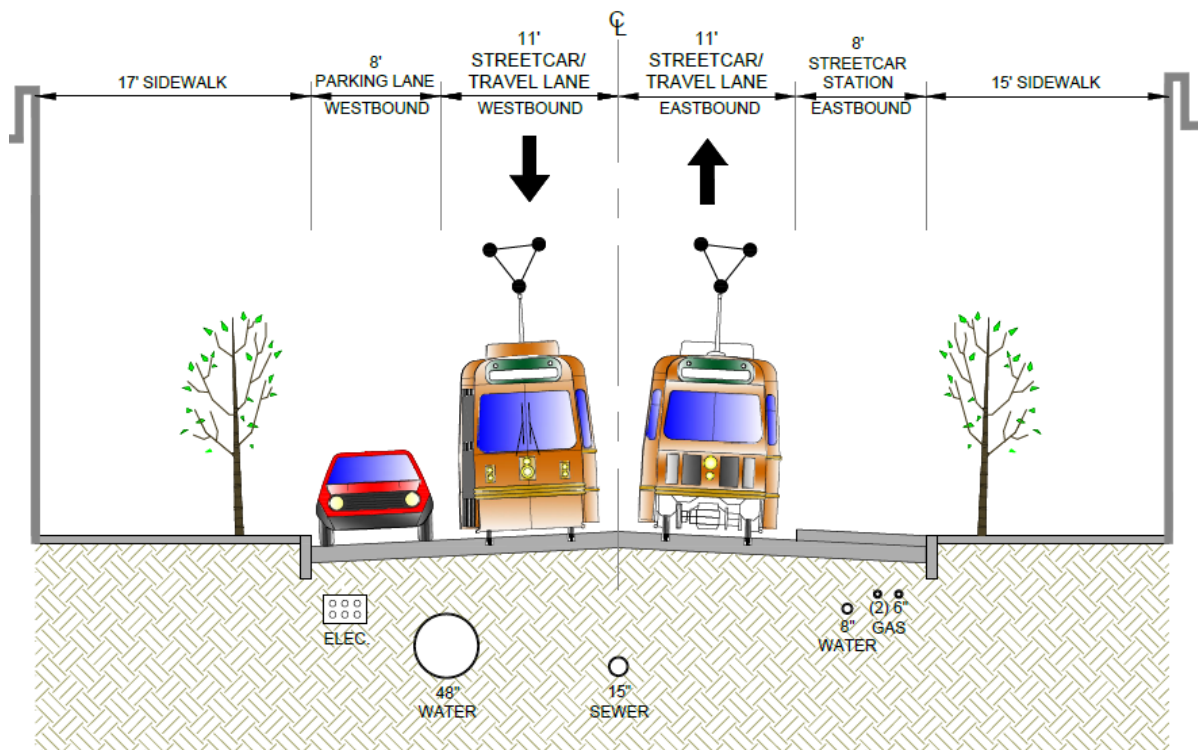 ℄
17' SIDEWALK
8'
PARKING LANE
WESTBOUND
11'
STREETCAR/
TRAVEL LANE
WESTBOUND
11'
STREETCAR/
TRAVEL LANE
EASTBOUND
8'
STREETCAR
STATION
EASTBOUND
15' SIDEWALK
ELEC.
48"
WATER
15"
SEWER
8"
WATER
(2) 6"
GAS